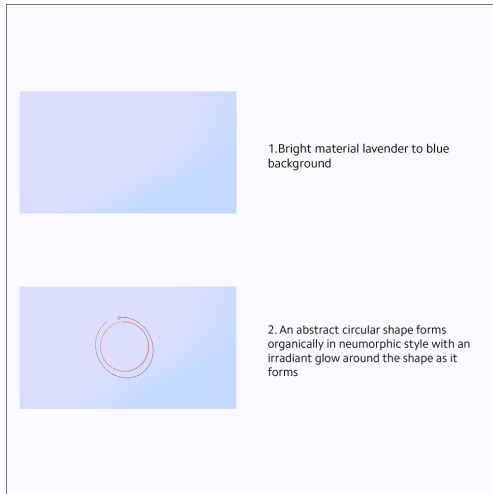 1.Bright material lavender to blue
background
2. An abstract circular shape forms
organically in neumorphic style with an
irradiant glow around the shape as it
forms